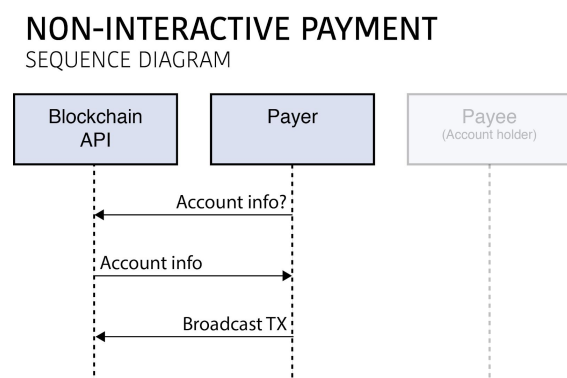 NON-INTERACTIVE PAYMENT
SEQUENCE DIAGRAM
Blockchain
API
Payer
Payee
(Account holder)
Account info?
Account info
Broadcast TX